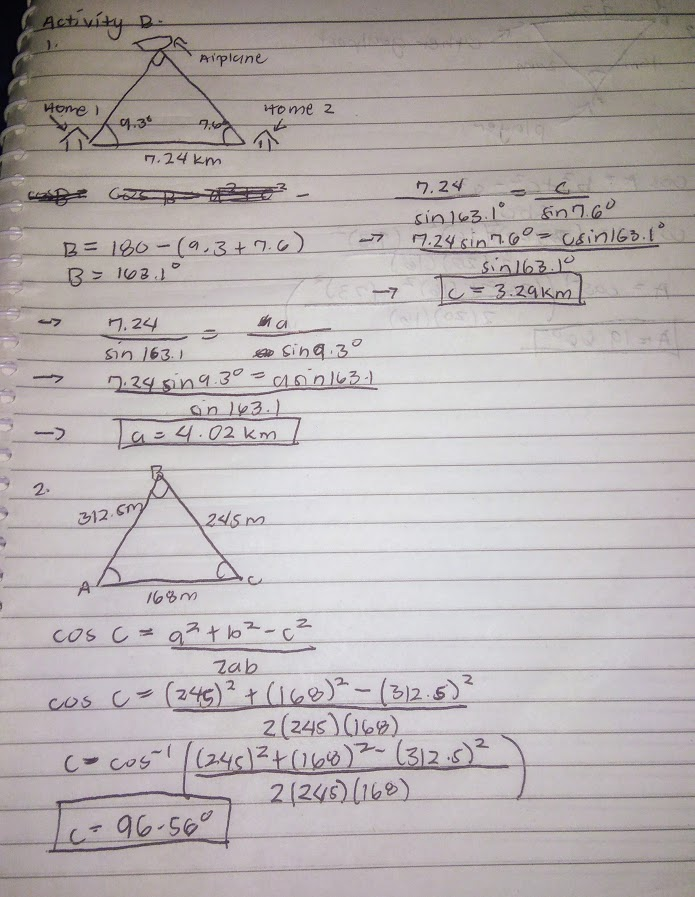 Activity B.
1.
Airplane
Home 1
Home 2
9.3°
7.6°
7.24 km
B = 180 - (9.3 + 7.6)
B = 163.1°
→ 7.24 / sin 163.1 = a / sin 9.3°
→ 7.24 sin 9.3° = a sin 163.1 / sin 163.1
→ a = 4.02 km
7.24 / sin 163.1° = c / sin 7.6°
→ 7.24 sin 7.6° = c sin 163.1° / sin 163.1°
→ c = 3.29 km
2.
B
312.5m
245m
A
C
168m
cos C = a² + b² - c² / 2ab
cos C = (245)² + (168)² - (312.5)² / 2(245)(168)
C = cos⁻¹ ( (245)² + (168)² - (312.5)² / 2(245)(168) )
C = 96.56°